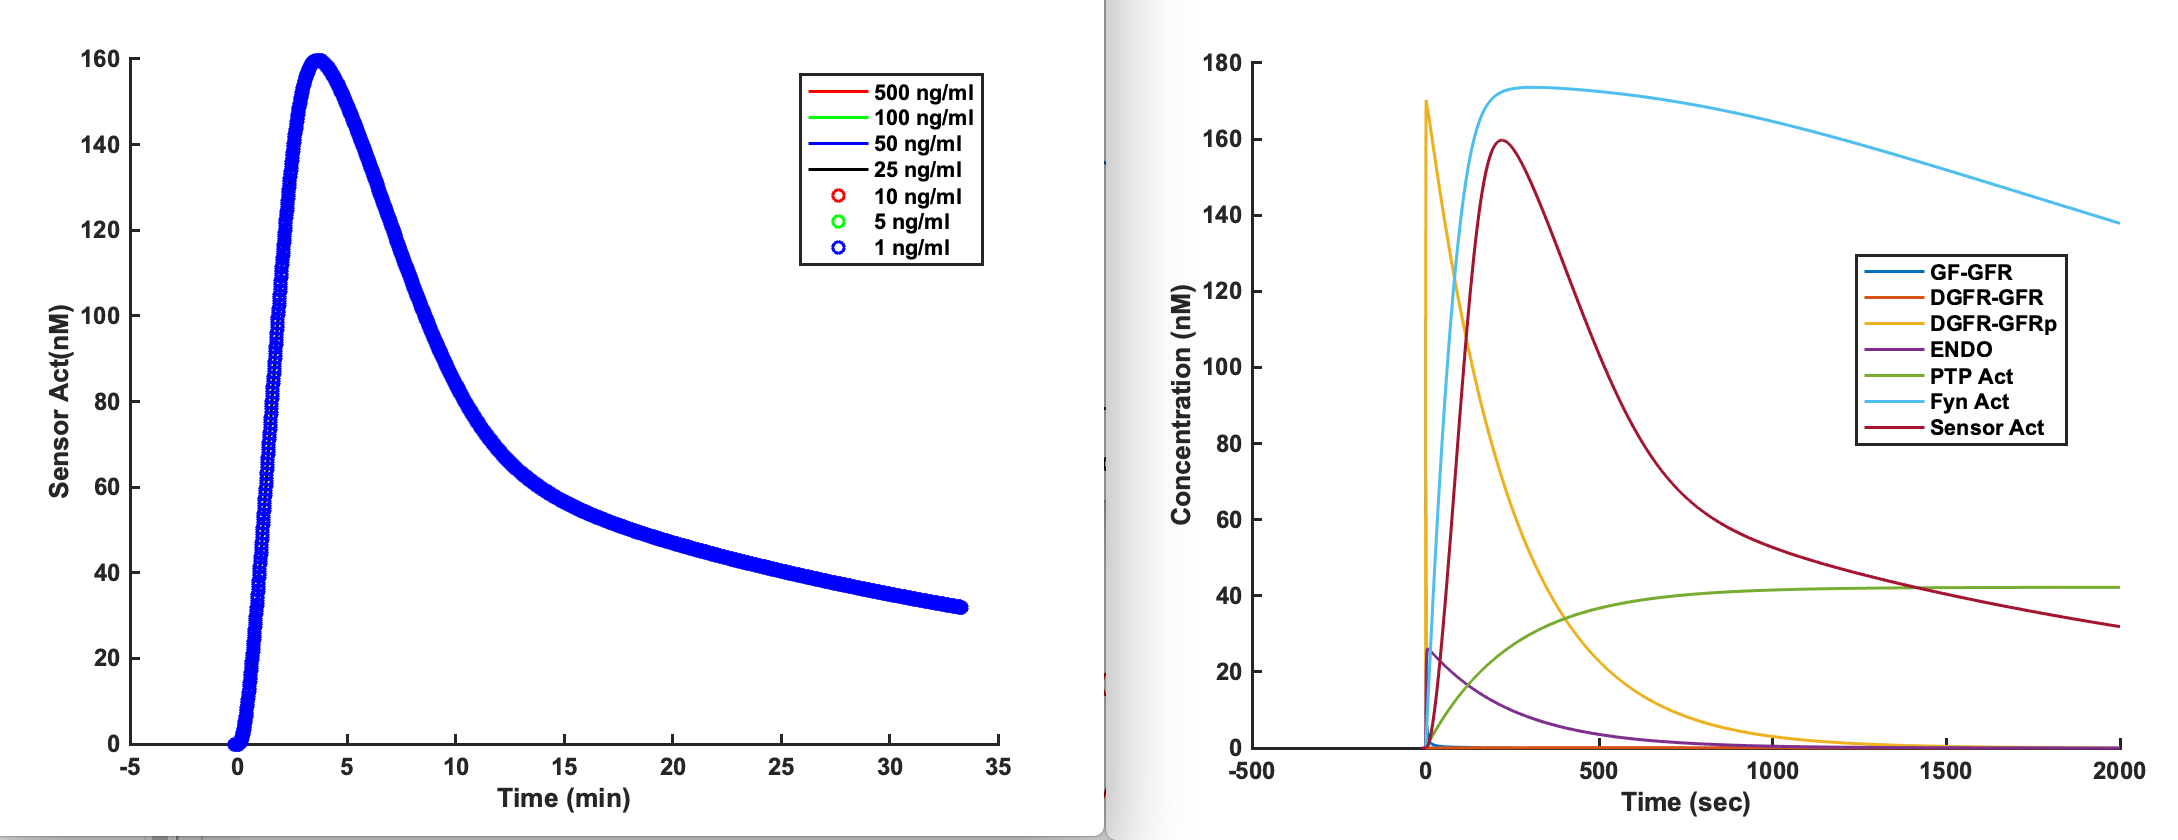 160
140
120
100
80
60
40
20
0
-5 0 5 10 15 20 25 30 35
Time (min)
Sensor Act(nM)
500 ng/ml
100 ng/ml
50 ng/ml
25 ng/ml
10 ng/ml
5 ng/ml
1 ng/ml
180
160
140
120
100
80
60
40
20
0
-500 0 500 1000 1500 2000
Time (sec)
Concentration (nM)
GF-GFR
DGFR-GFR
DGFR-GFRp
ENDO
PTP Act
Fyn Act
Sensor Act